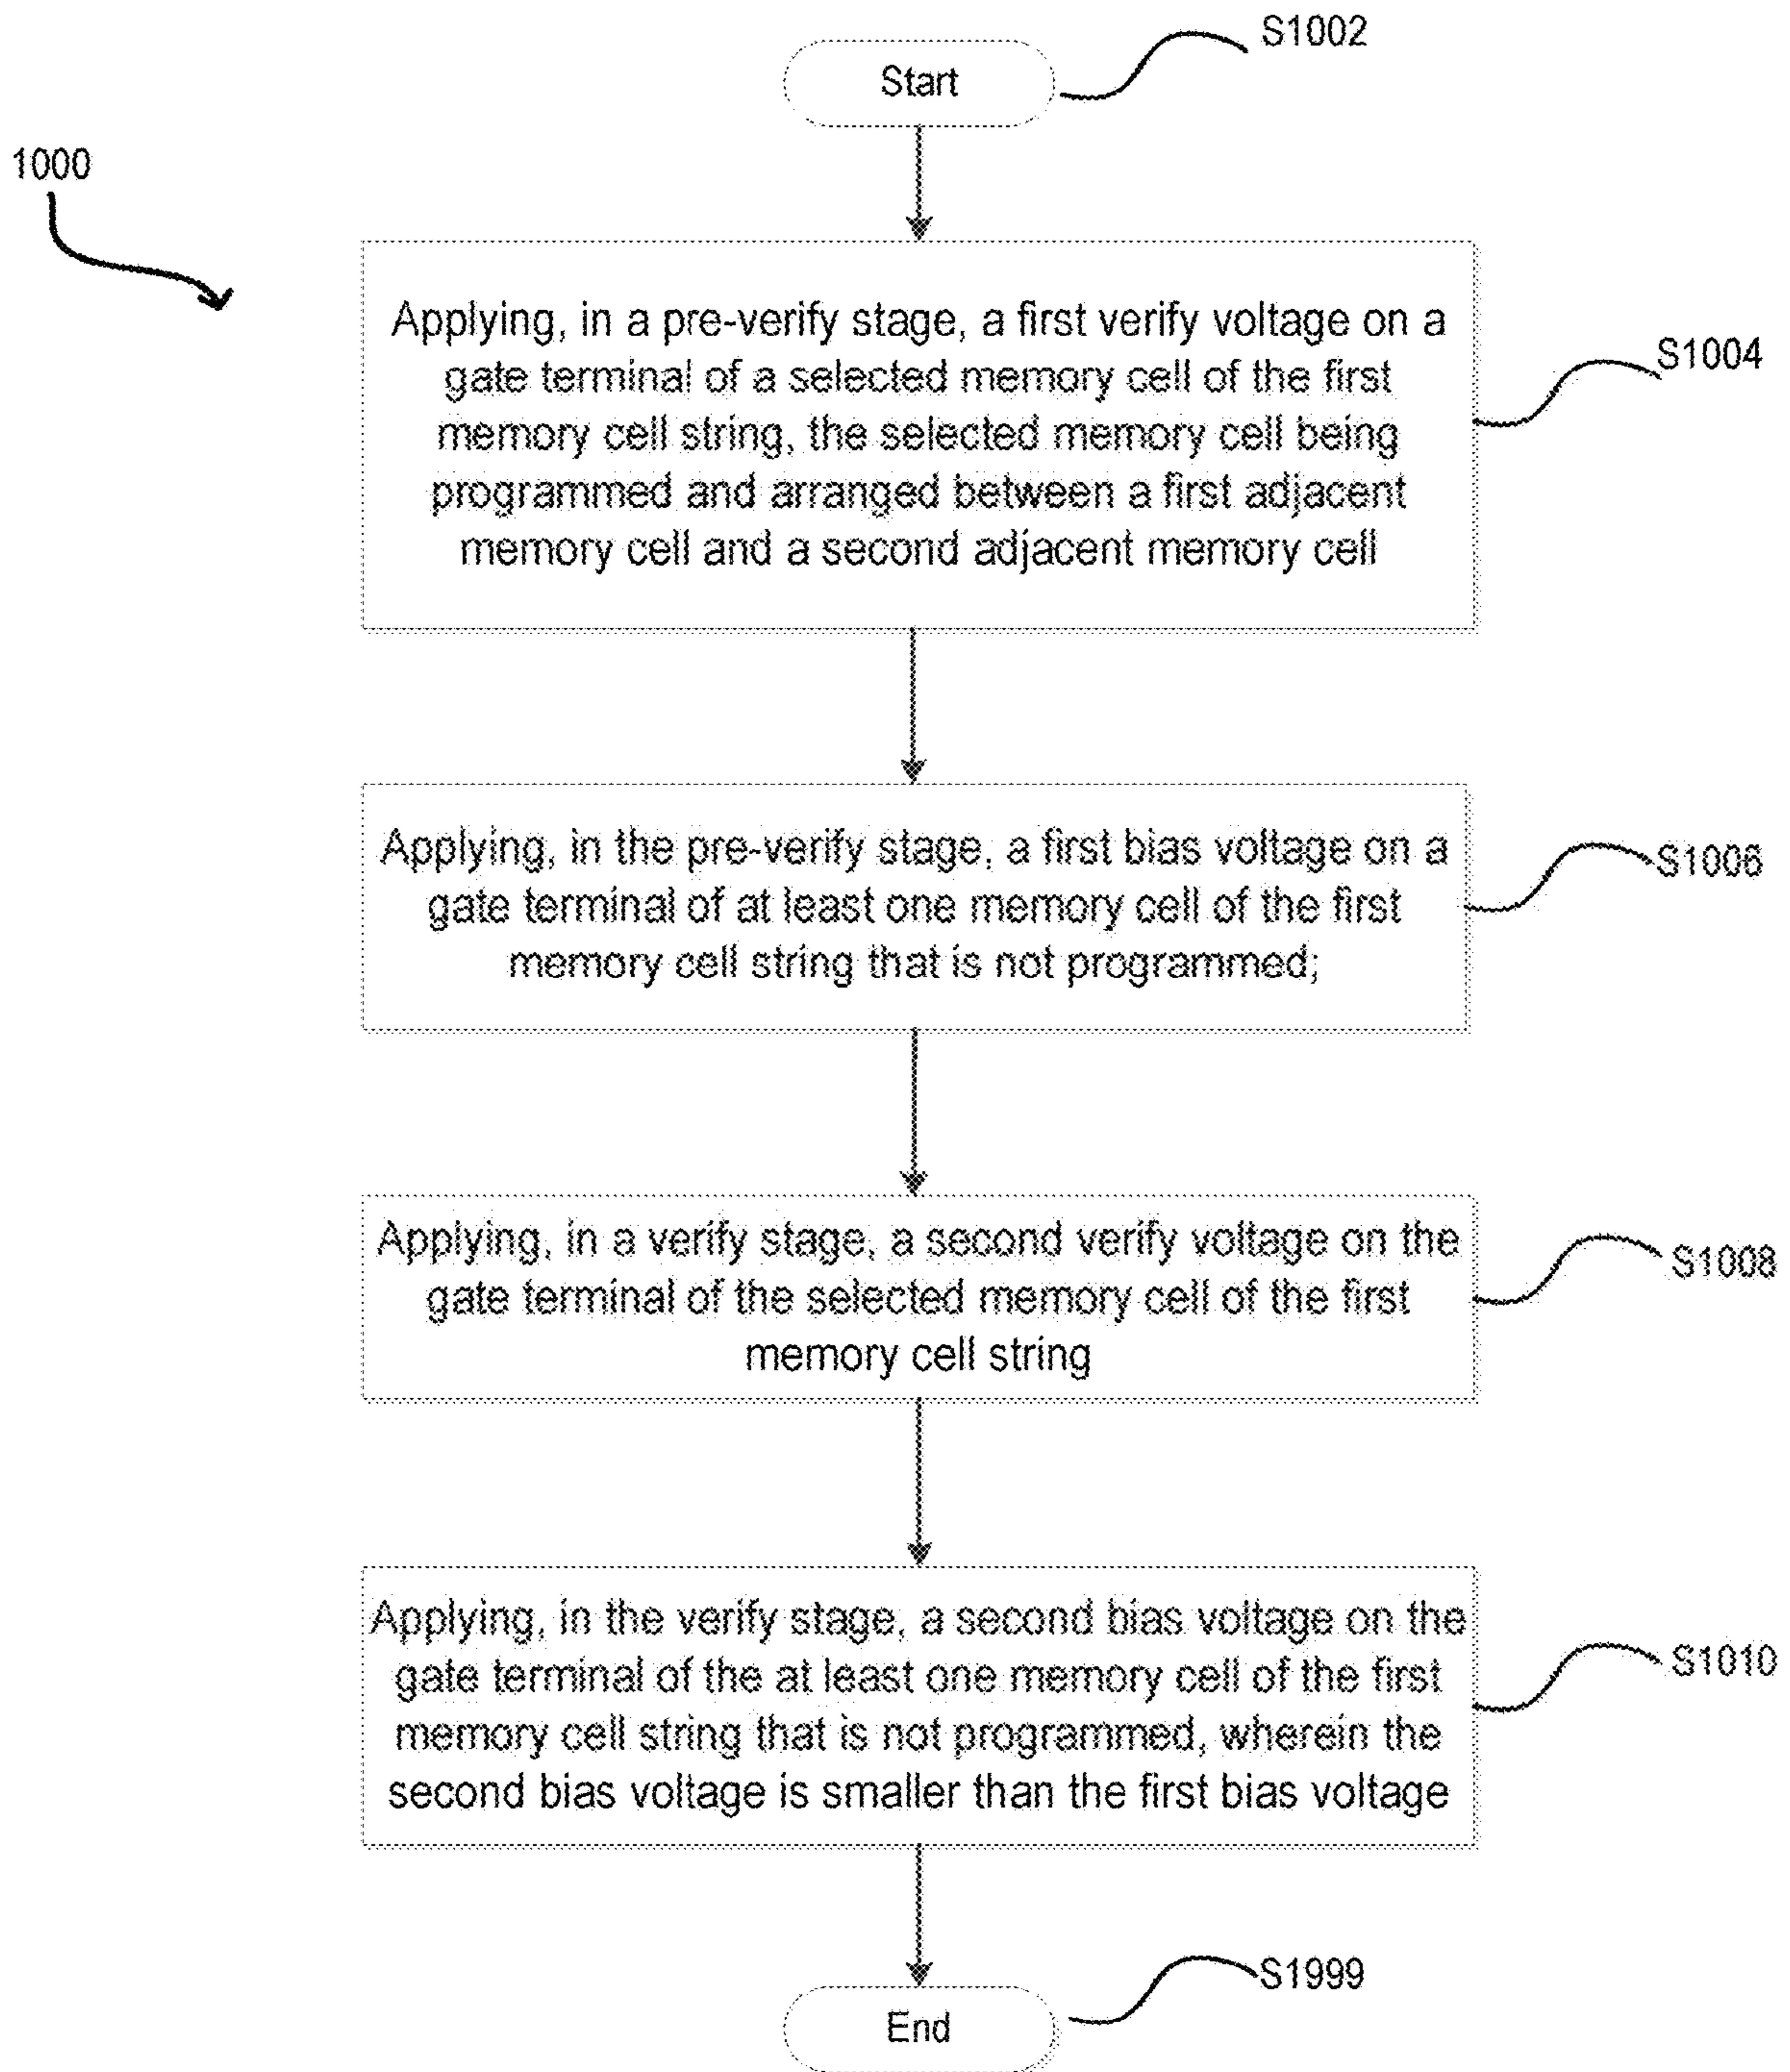 S1002
Start
1000
Applying, in a pre-verify stage, a first verify voltage on a
gate terminal of a selected memory cell of the first
memory cell string, the selected memory cell being
programmed and arranged between a first adjacent
memory cell and a second adjacent memory cell
S1004
Applying, in the pre-verify stage, a first bias voltage on a
gate terminal of at least one memory cell of the first
memory cell string that is not programmed;
S1006
Applying, in a verify stage, a second verify voltage on the
gate terminal of the selected memory cell of the first
memory cell string
S1008
Applying, in the verify stage, a second bias voltage on the
gate terminal of the at least one memory cell of the first
memory cell string that is not programmed, wherein the
second bias voltage is smaller than the first bias voltage
S1010
S1999
End